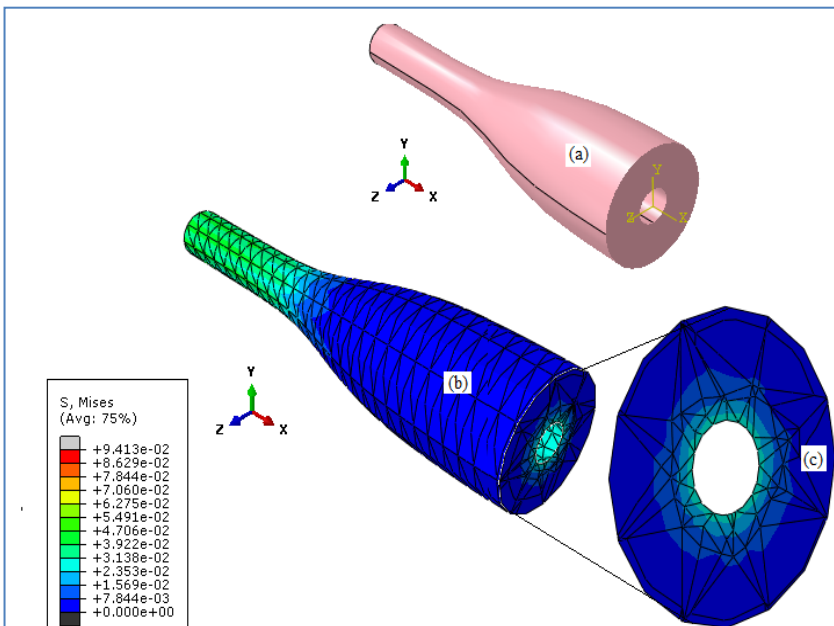 (a)
Y
Z
X
Y
Z
X
(b)
Y
Z
X
(c)
S, Mises
(Avg: 75%)
+9.413e-02
+8.629e-02
+7.844e-02
+7.060e-02
+6.275e-02
+5.491e-02
+4.706e-02
+3.922e-02
+3.138e-02
+2.353e-02
+1.569e-02
+7.844e-03
+0.000e+00